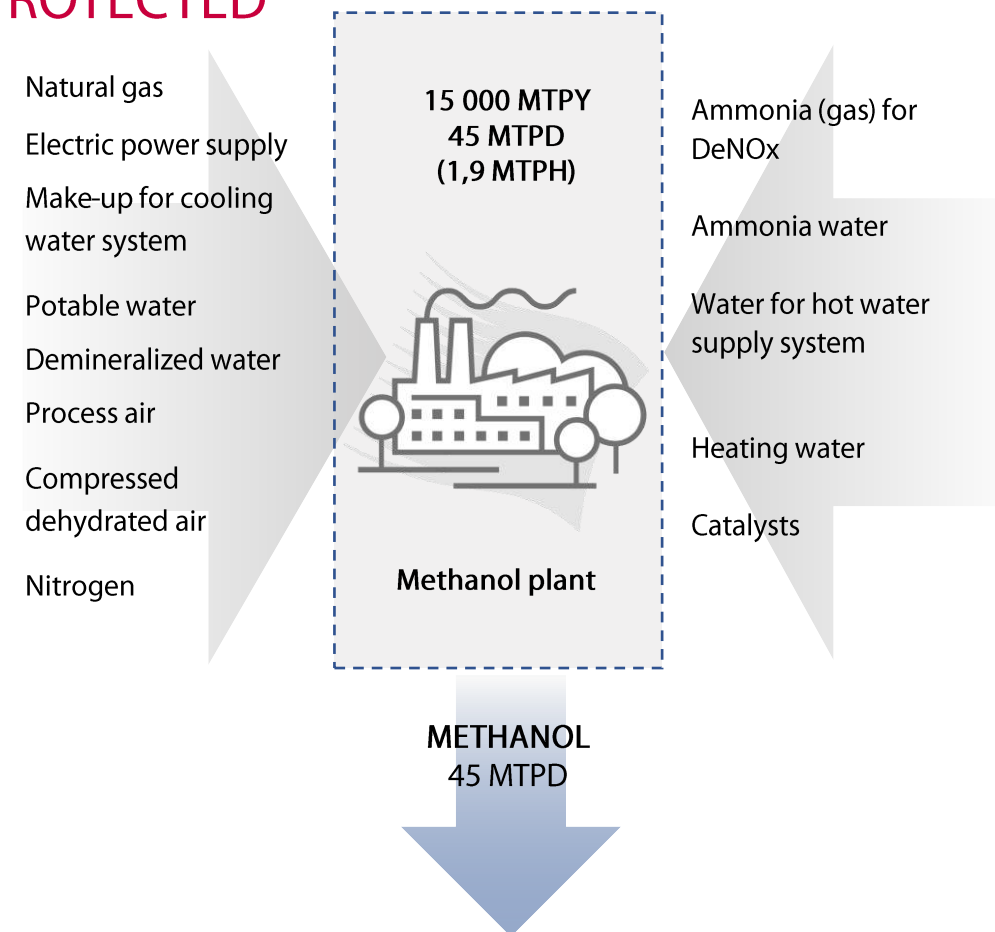 ROTECTED
Natural gas
Electric power supply
Make-up for cooling
water system
Potable water
Demineralized water
Process air
Compressed
dehydrated air
Nitrogen
15 000 MTPY
45 MTPD
(1,9 MTPH)
Methanol plant
Ammonia (gas) for
DeNOx
Ammonia water
Water for hot water
supply system
Heating water
Catalysts
METHANOL
45 MTPD